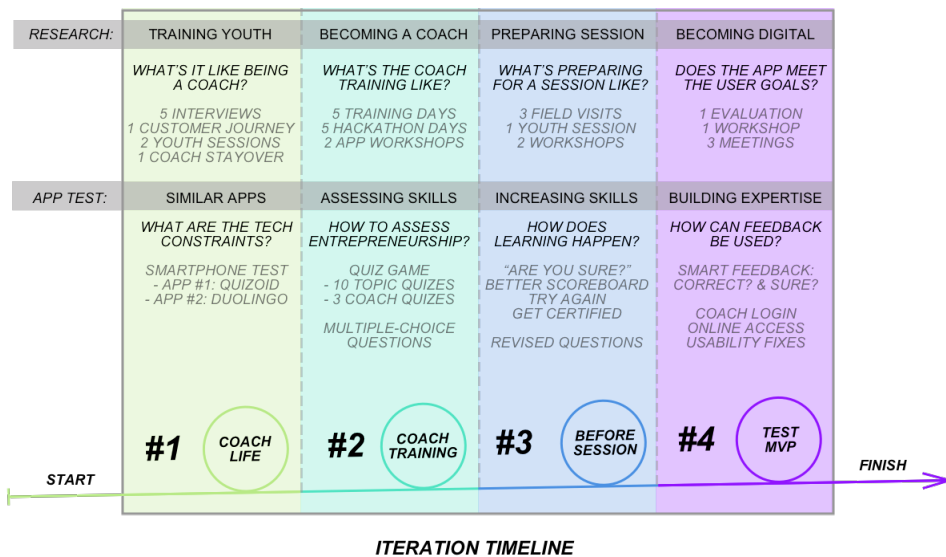 RESEARCH: TRAINING YOUTH BECOMING A COACH PREPARING SESSION BECOMING DIGITAL
WHAT'S IT LIKE BEING
A COACH?
5 INTERVIEWS
1 CUSTOMER JOURNEY
2 YOUTH SESSIONS
1 COACH STAYOVER
WHAT'S THE COACH
TRAINING LIKE?
5 TRAINING DAYS
5 HACKATHON DAYS
2 APP WORKSHOPS
WHAT'S PREPARING
FOR A SESSION LIKE?
3 FIELD VISITS
1 YOUTH SESSION
2 WORKSHOPS
DOES THE APP MEET
THE USER GOALS?
1 EVALUATION
1 WORKSHOP
3 MEETINGS
APP TEST: SIMILAR APPS ASSESSING SKILLS INCREASING SKILLS BUILDING EXPERTISE
WHAT ARE THE TECH
CONSTRAINTS?
SMARTPHONE TEST
- APP #1: QUIZOID
- APP #2: DUOLINGO
HOW TO ASSESS
ENTREPRENEURSHIP?
QUIZ GAME
- 10 TOPIC QUIZES
- 3 COACH QUIZES
MULTIPLE-CHOICE
QUESTIONS
HOW DOES
LEARNING HAPPEN?
“ARE YOU SURE?”
BETTER SCOREBOARD
TRY AGAIN
GET CERTIFIED
REVISED QUESTIONS
HOW CAN FEEDBACK
BE USED?
SMART FEEDBACK:
CORRECT? & SURE?
COACH LOGIN
ONLINE ACCESS
USABILITY FIXES
#1
COACH
LIFE
#2
COACH
TRAINING
#3
BEFORE
SESSION
#4
TEST
MVP
START
FINISH
ITERATION TIMELINE